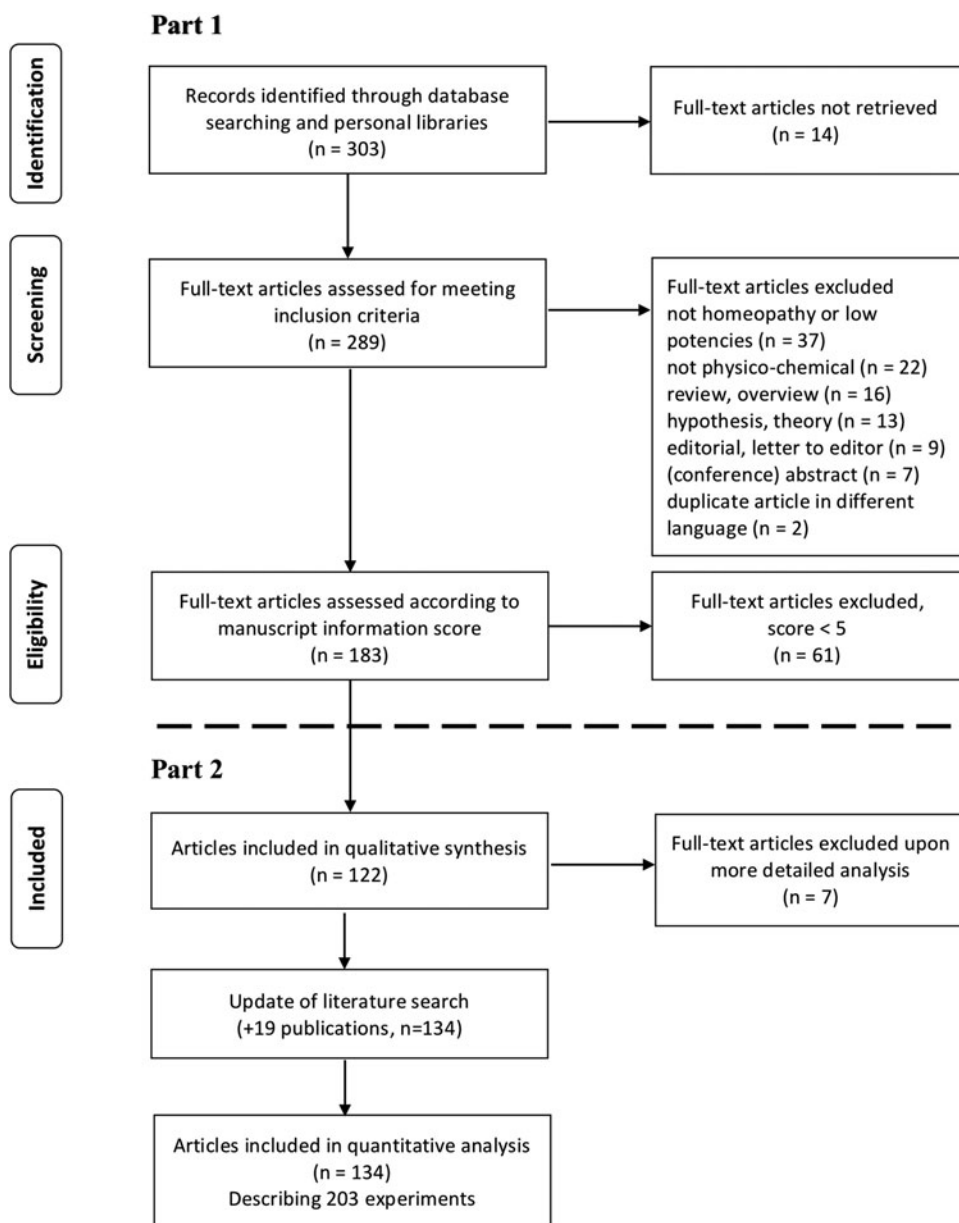 Part 1
Identification
Records identified through database
searching and personal libraries
(n = 303)
Full-text articles not retrieved
(n = 14)
Screening
Full-text articles assessed for meeting
inclusion criteria
(n = 289)
Full-text articles excluded
not homeopathy or low
potencies (n = 37)
not physico-chemical (n = 22)
review, overview (n = 16)
hypothesis, theory (n = 13)
editorial, letter to editor (n = 9)
(conference) abstract (n = 7)
duplicate article in different
language (n = 2)
Eligibility
Full-text articles assessed according to
manuscript information score
(n = 183)
Full-text articles excluded,
score < 5
(n = 61)
Part 2
Included
Articles included in qualitative synthesis
(n = 122)
Full-text articles excluded upon
more detailed analysis
(n = 7)
Update of literature search
(+19 publications, n=134)
Articles included in quantitative analysis
(n = 134)
Describing 203 experiments